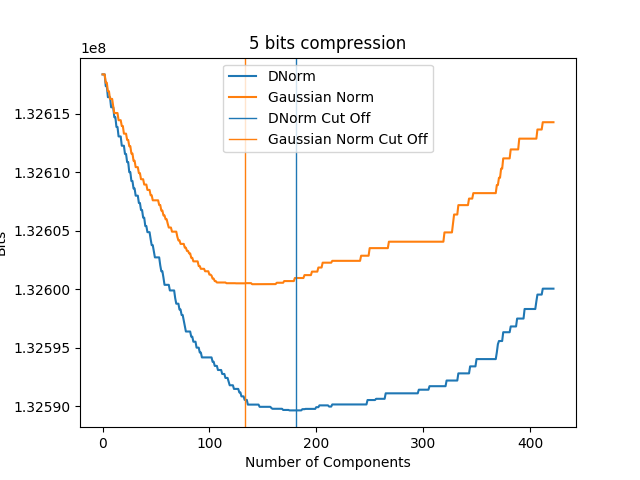 5 bits compression
1e8
DNorm
Gaussian Norm
DNorm Cut Off
Gaussian Norm Cut Off
1.32615
1.32610
1.32605
1.32600
1.32595
1.32590
Bits
0 100 200 300 400
Number of Components